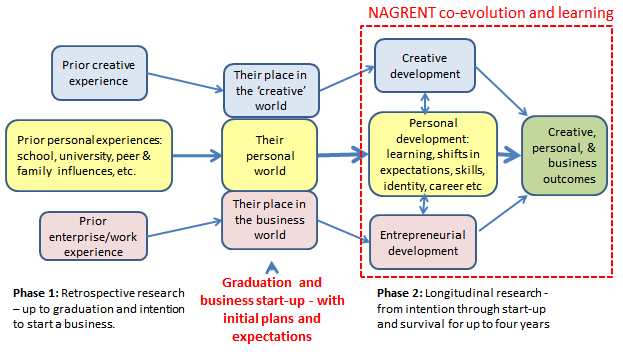 NAGRENT co-evolution and learning
Prior creative
experience
Their place in
the ‘creative’
world
Creative
development
Prior personal experiences:
school, university, peer &
family influences, etc.
Their
personal
world
Personal
development:
learning, shifts in
expectations, skills,
identity, career etc
Creative,
personal, &
business
outcomes
Prior
enterprise/work
experience
Their place in
the business
world
Entrepreneurial
development
Phase 1: Retrospective research
– up to graduation and intention
to start a business.
Graduation and
business start-up - with
initial plans and
expectations
Phase 2: Longitudinal research -
from intention through start-up
and survival for up to four years